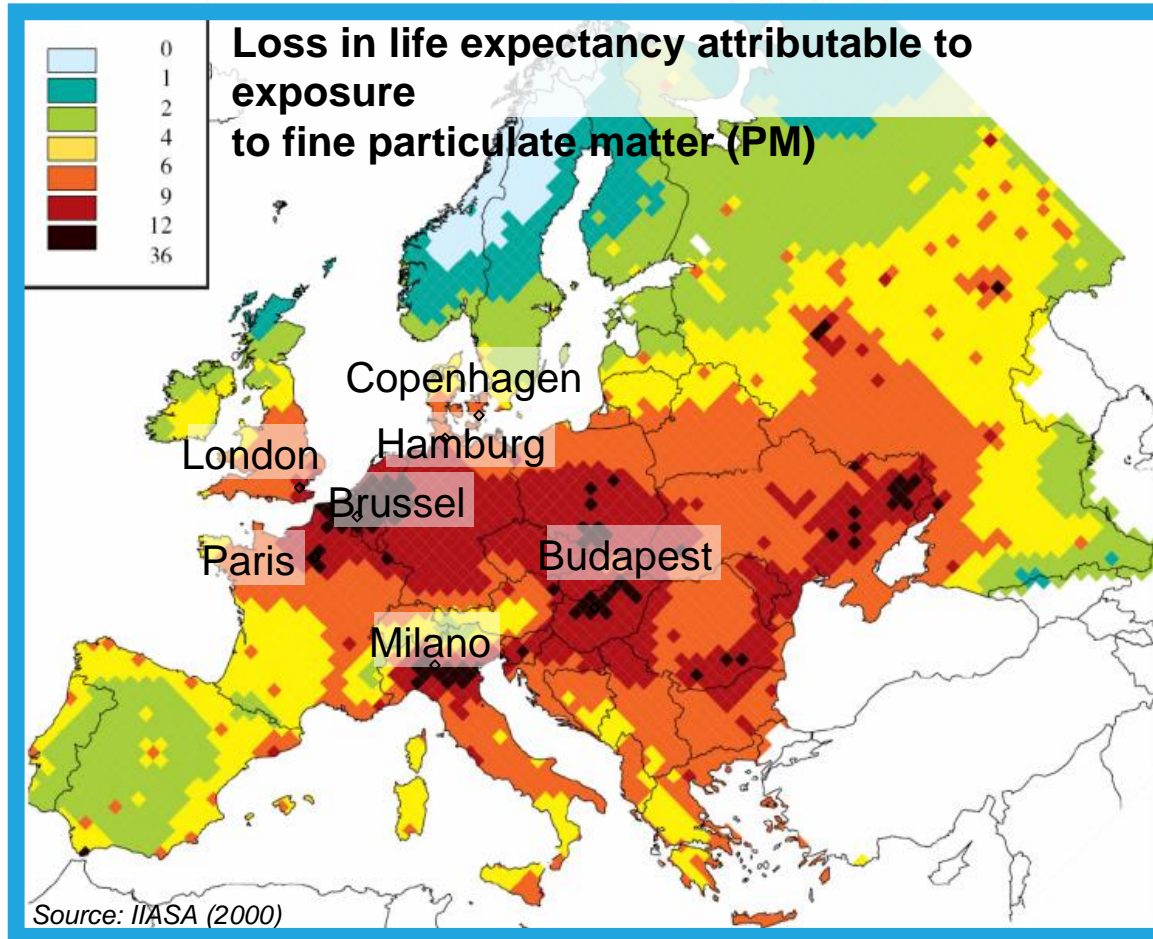 0
1
2
4
6
9
12
36
Loss in life expectancy attributable to
exposure
to fine particulate matter (PM)
Copenhagen
Hamburg
London
Brussel
Paris
Budapest
Milano
Source: IIASA (2000)